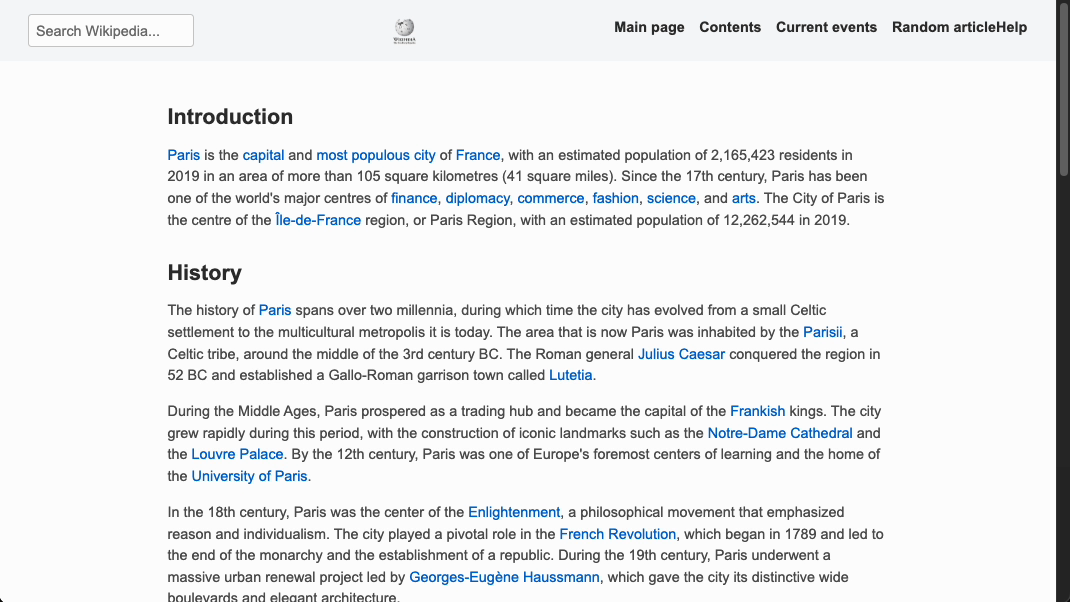 Search Wikipedia...
WIKIPEDIA
Main page Contents Current events Random articleHelp
Introduction
Paris is the capital and most populous city of France, with an estimated population of 2,165,423 residents in
2019 in an area of more than 105 square kilometres (41 square miles). Since the 17th century, Paris has been
one of the world's major centres of finance, diplomacy, commerce, fashion, science, and arts. The City of Paris is
the centre of the Île-de-France region, or Paris Region, with an estimated population of 12,262,544 in 2019.
History
The history of Paris spans over two millennia, during which time the city has evolved from a small Celtic
settlement to the multicultural metropolis it is today. The area that is now Paris was inhabited by the Parisii, a
Celtic tribe, around the middle of the 3rd century BC. The Roman general Julius Caesar conquered the region in
52 BC and established a Gallo-Roman garrison town called Lutetia.
During the Middle Ages, Paris prospered as a trading hub and became the capital of the Frankish kings. The city
grew rapidly during this period, with the construction of iconic landmarks such as the Notre-Dame Cathedral and
the Louvre Palace. By the 12th century, Paris was one of Europe's foremost centers of learning and the home of
the University of Paris.
In the 18th century, Paris was the center of the Enlightenment, a philosophical movement that emphasized
reason and individualism. The city played a pivotal role in the French Revolution, which began in 1789 and led to
the end of the monarchy and the establishment of a republic. During the 19th century, Paris underwent a
massive urban renewal project led by Georges-Eugène Haussmann, which gave the city its distinctive wide
boulevards and elegant architecture.